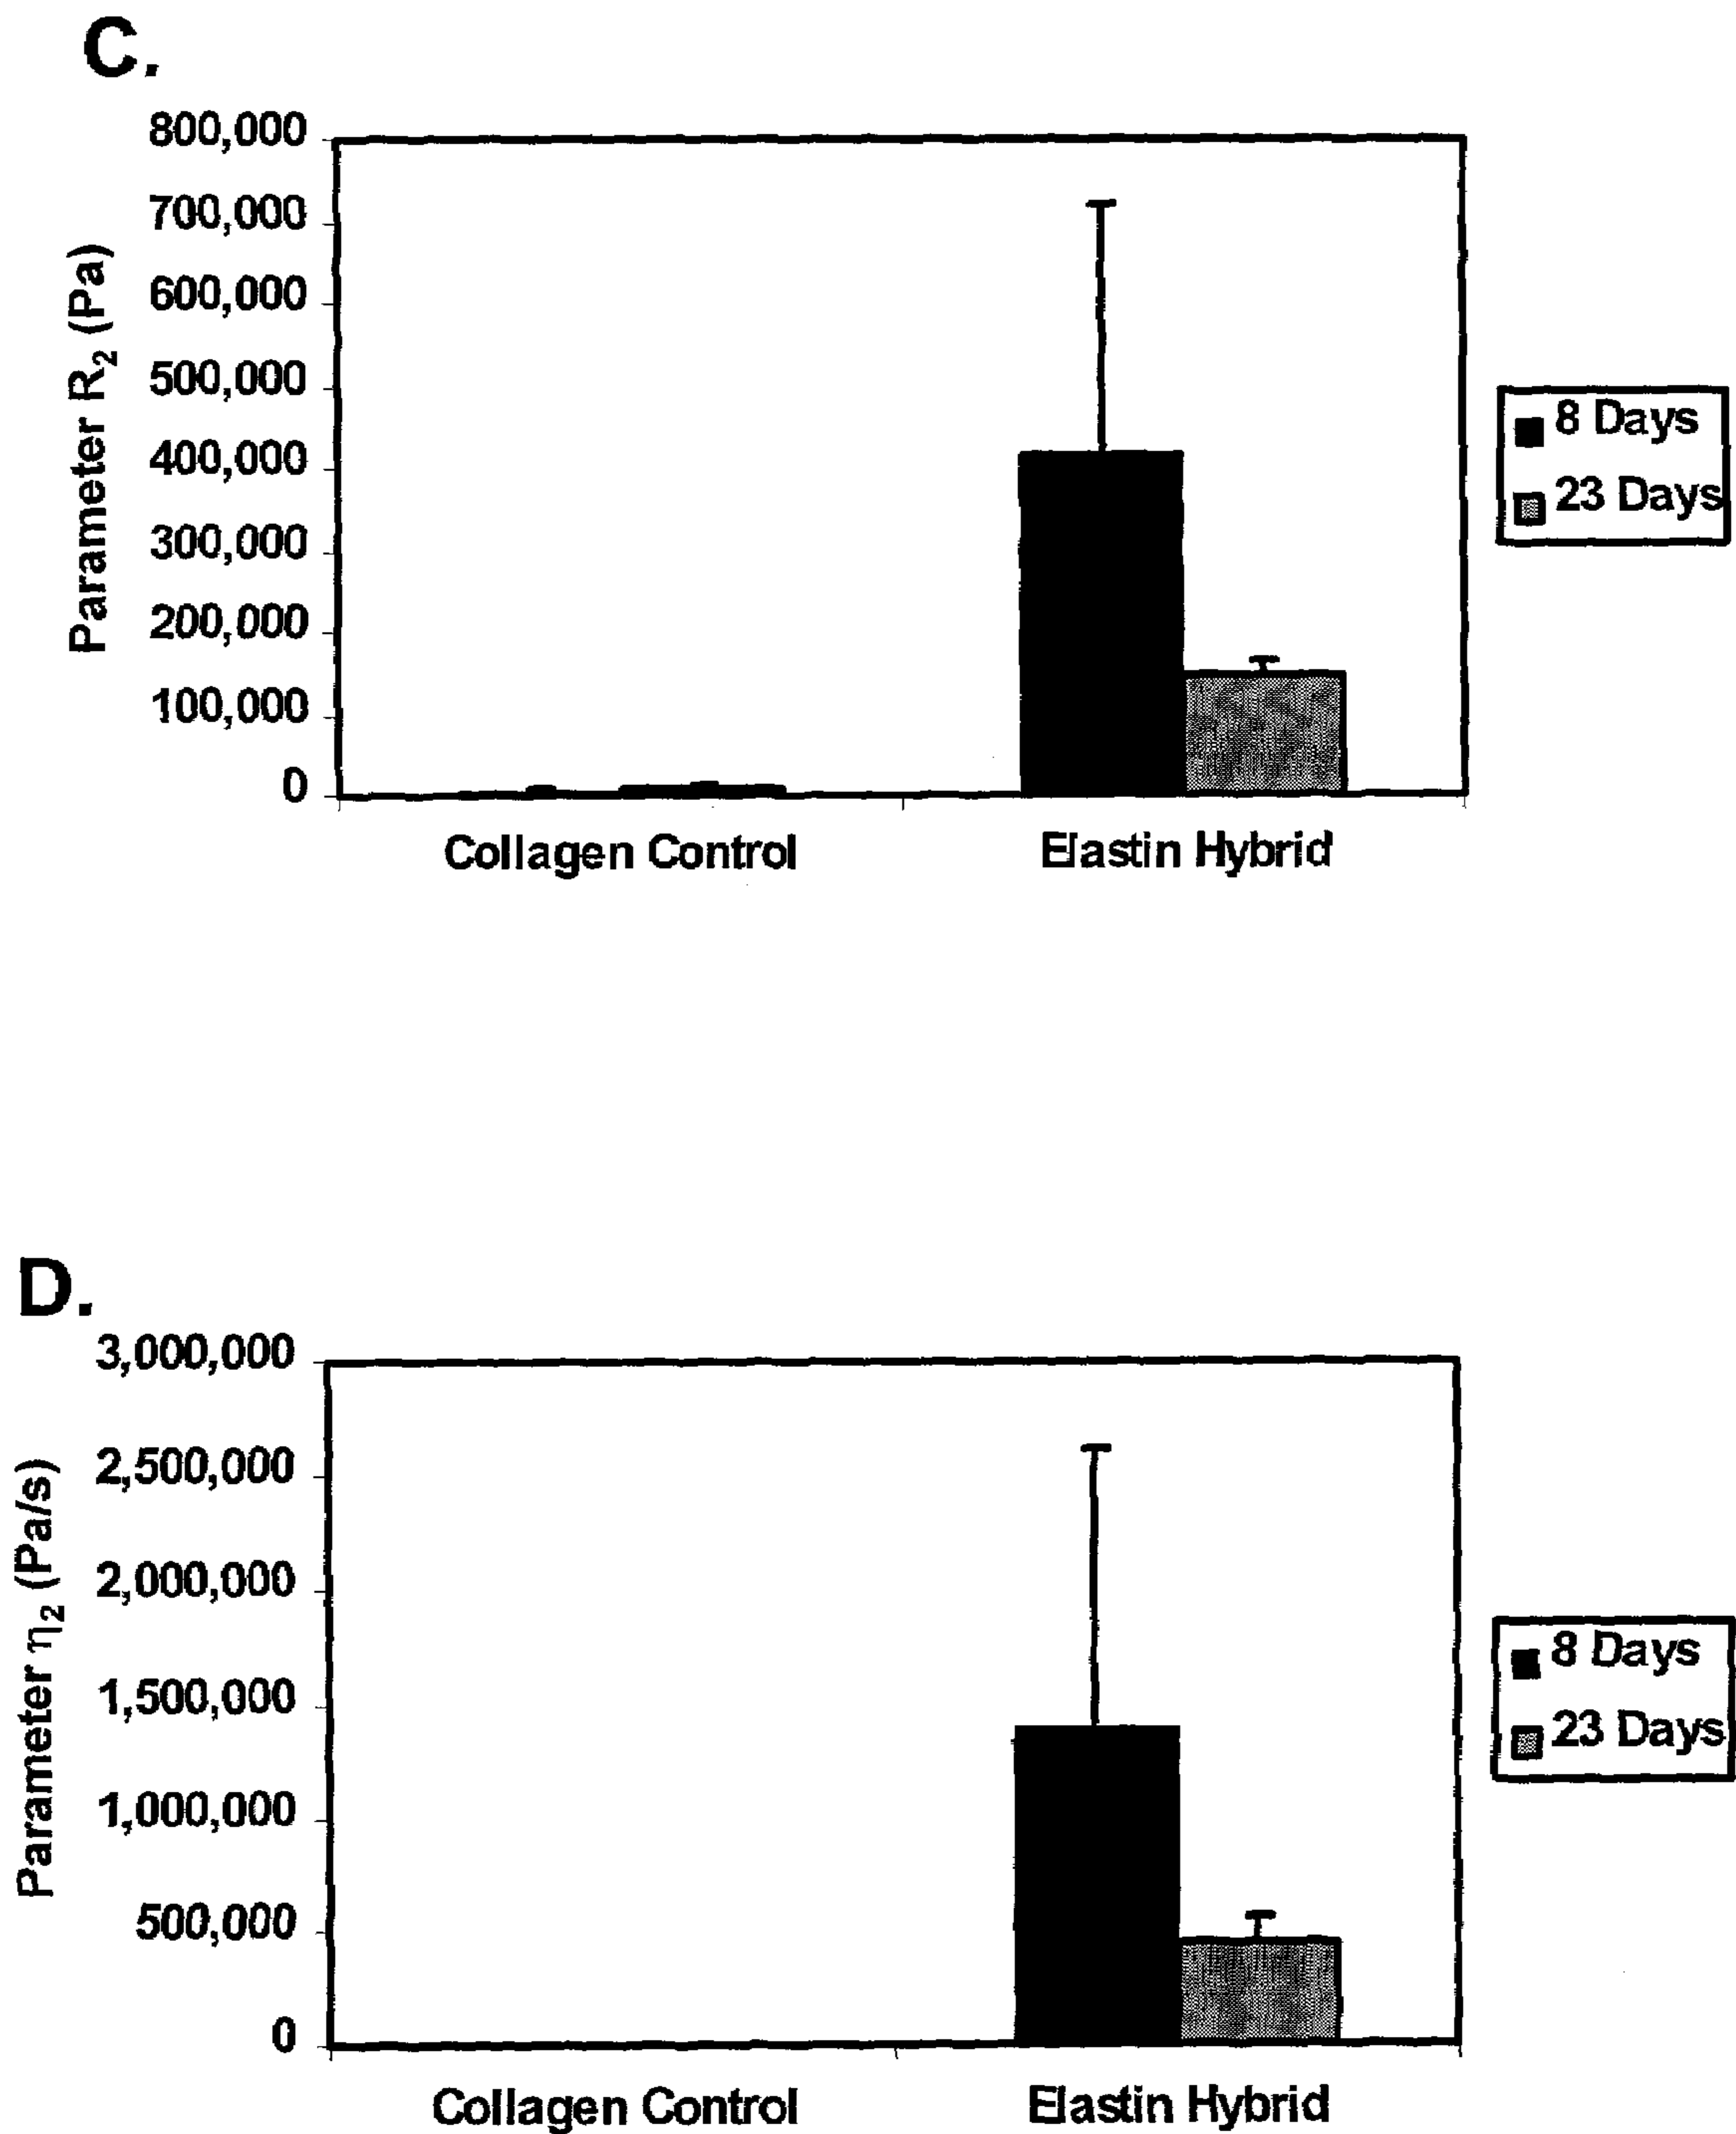 C.
800,000
700,000
600,000
500,000
400,000
300,000
200,000
100,000
0
Parameter R₂ (Pa)
Collagen Control
Elastin Hybrid
8 Days
23 Days
D.
3,000,000
2,500,000
2,000,000
1,500,000
1,000,000
500,000
0
Parameter η₂ (Pa/s)
Collagen Control
Elastin Hybrid
8 Days
23 Days